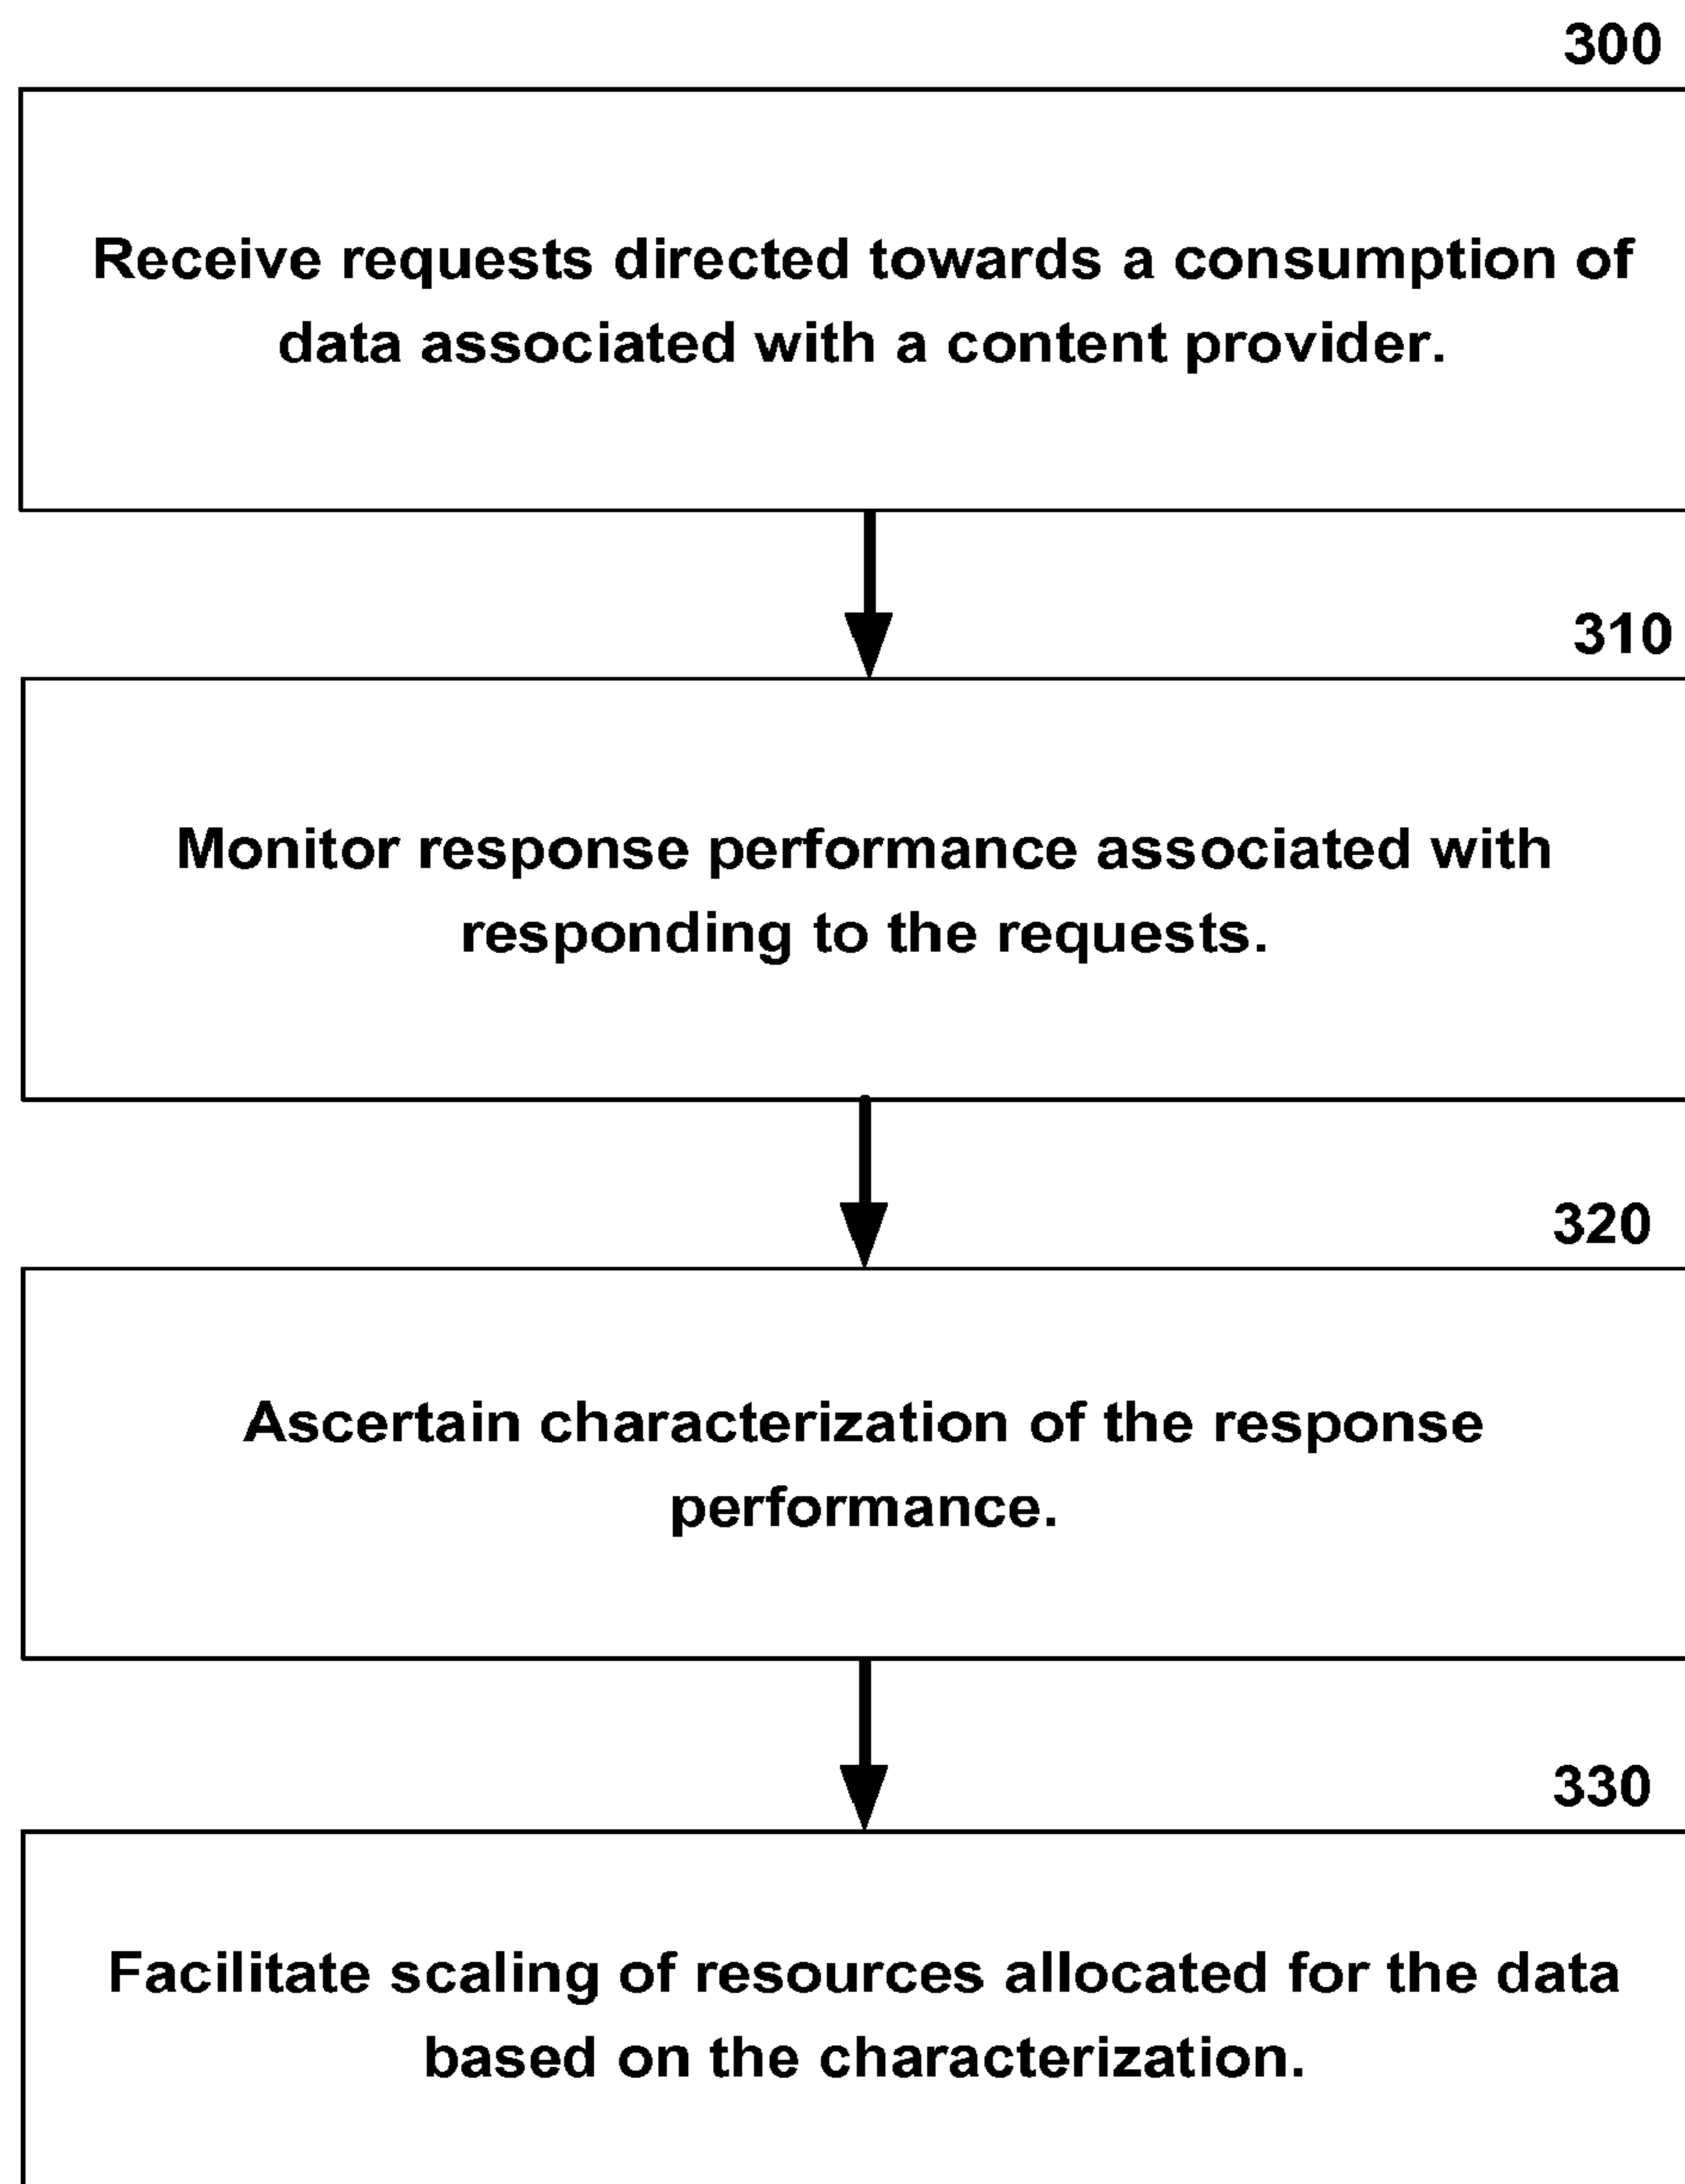 300
Receive requests directed towards a consumption of
data associated with a content provider.
310
Monitor response performance associated with
responding to the requests.
320
Ascertain characterization of the response
performance.
330
Facilitate scaling of resources allocated for the data
based on the characterization.